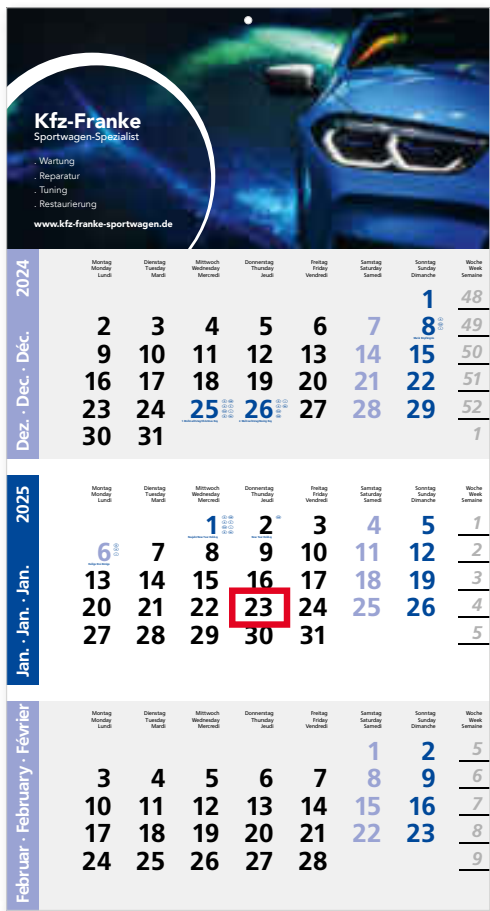 Kfz-Franke
Sportwagen-Spezialist
. Wartung
. Reparatur
. Tuning
. Restaurierung
www.kfz-franke-sportwagen.de
Dez. · Dec. · Déc. 2024
Montag Dienstag Mittwoch Donnerstag Freitag Samstag Sonntag Woche
Monday Tuesday Wednesday Thursday Friday Saturday Sunday Week
Lundi Mardi Mercredi Jeudi Vendredi Samedi Dimanche Semaine
1 48
2 3 4 5 6 7 8 49
9 10 11 12 13 14 15 50
16 17 18 19 20 21 22 51
23 24 25 26 27 28 29 52
30 31 1
Jan. · Jan. · Jan. 2025
Montag Dienstag Mittwoch Donnerstag Freitag Samstag Sonntag Woche
Monday Tuesday Wednesday Thursday Friday Saturday Sunday Week
Lundi Mardi Mercredi Jeudi Vendredi Samedi Dimanche Semaine
1 2 3 4 5 1
6 7 8 9 10 11 12 2
13 14 15 16 17 18 19 3
20 21 22 23 24 25 26 4
27 28 29 30 31 5
Februar · February · Février
Montag Dienstag Mittwoch Donnerstag Freitag Samstag Sonntag Woche
Monday Tuesday Wednesday Thursday Friday Saturday Sunday Week
Lundi Mardi Mercredi Jeudi Vendredi Samedi Dimanche Semaine
1 2 5
3 4 5 6 7 8 9 6
10 11 12 13 14 15 16 7
17 18 19 20 21 22 23 8
24 25 26 27 28 9